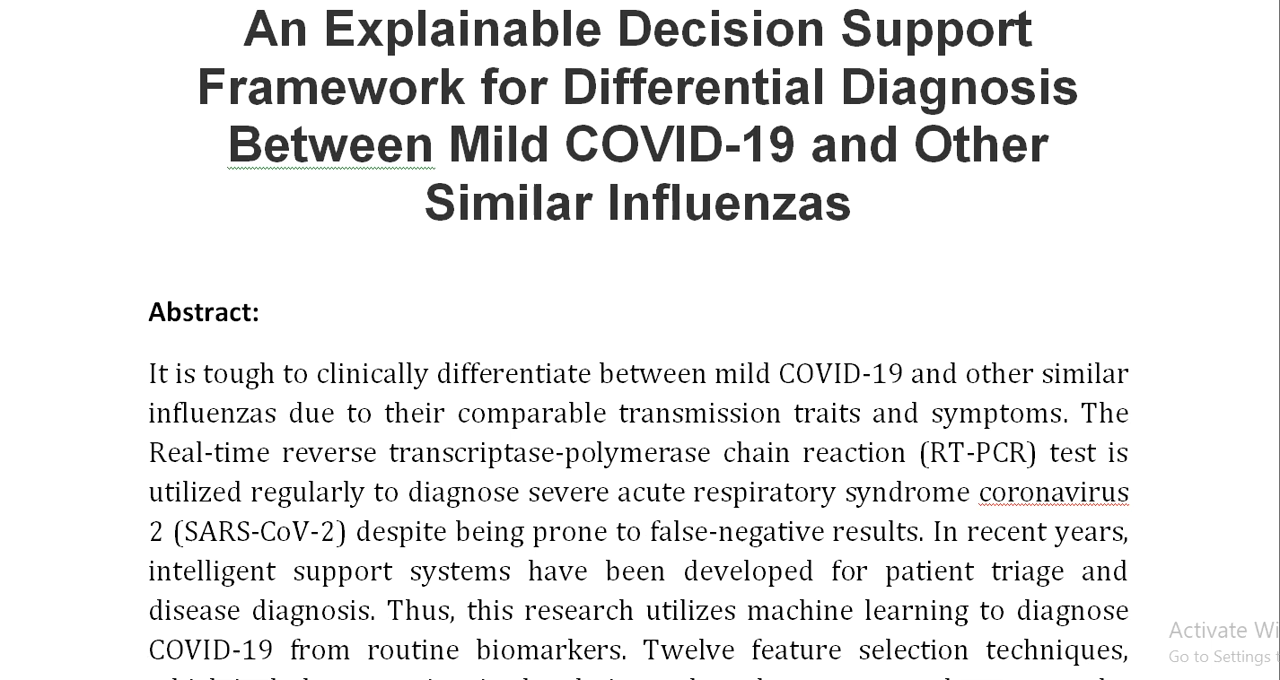 An Explainable Decision Support
Framework for Differential Diagnosis
Between Mild COVID-19 and Other
Similar Influenzas
Abstract:
It is tough to clinically differentiate between mild COVID-19 and other similar
influenzas due to their comparable transmission traits and symptoms. The
Real-time reverse transcriptase-polymerase chain reaction (RT-PCR) test is
utilized regularly to diagnose severe acute respiratory syndrome coronavirus
2 (SARS-CoV-2) despite being prone to false-negative results. In recent years,
intelligent support systems have been developed for patient triage and
disease diagnosis. Thus, this research utilizes machine learning to diagnose
COVID-19 from routine biomarkers. Twelve feature selection techniques,
Activate Wi
Go to Settings t